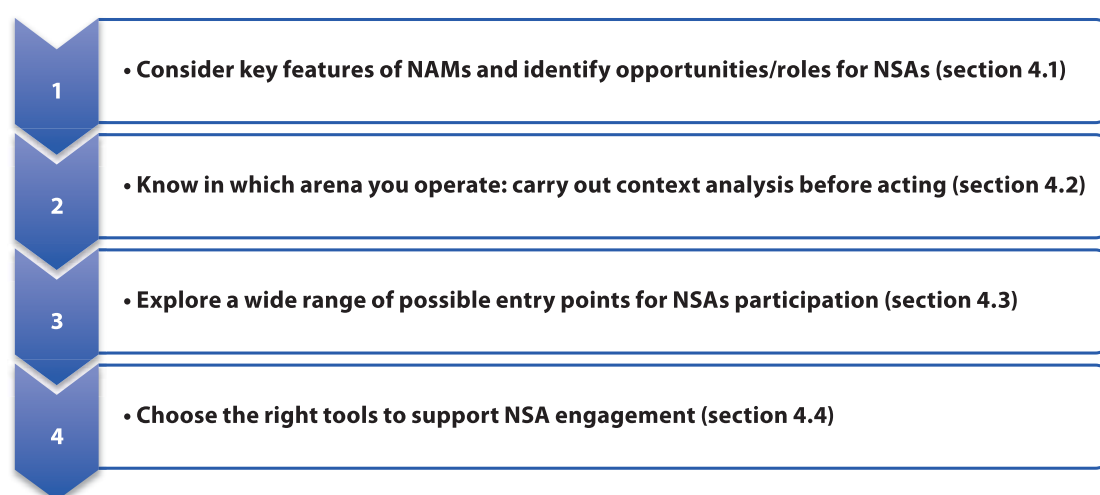 1
• Consider key features of NAMs and identify opportunities/roles for NSAs (section 4.1)
2
• Know in which arena you operate: carry out context analysis before acting (section 4.2)
3
• Explore a wide range of possible entry points for NSAs participation (section 4.3)
4
• Choose the right tools to support NSA engagement (section 4.4)